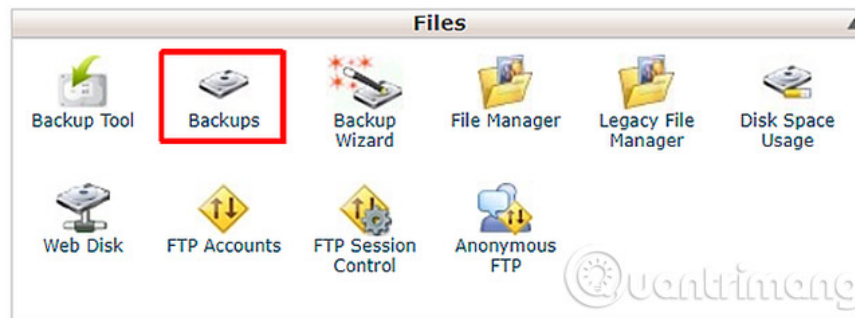 Files
Backup Tool
Backups
Backup
Wizard
File Manager
Legacy File
Manager
Disk Space
Usage
Web Disk
FTP Accounts
FTP Session
Control
Anonymous
FTP
Quantrimang